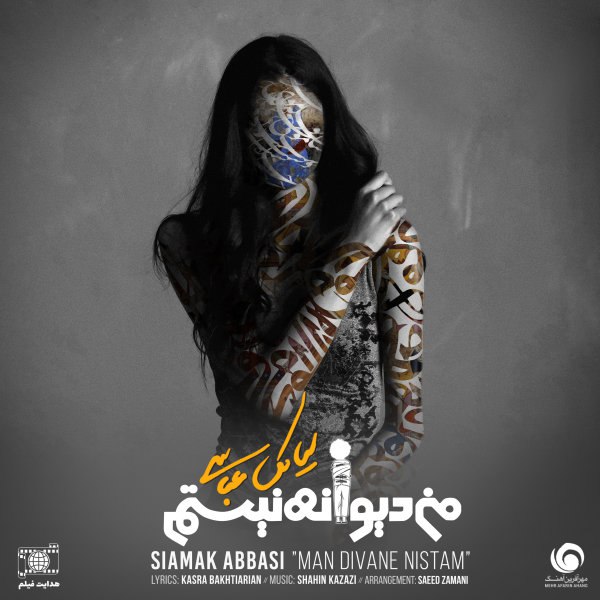 سیامک عباسی
من دیوانه نیستم
SIAMAK ABBASI "MAN DIVANE NISTAM"
LYRICS: KASRA BAKHTIARIAN // MUSIC: SHAHIN KAZAZI // ARRANGEMENT: SAEED ZAMANI
هدایت فیلم
مهرآفرین آهنگ
MEHR AFARIN AHANG